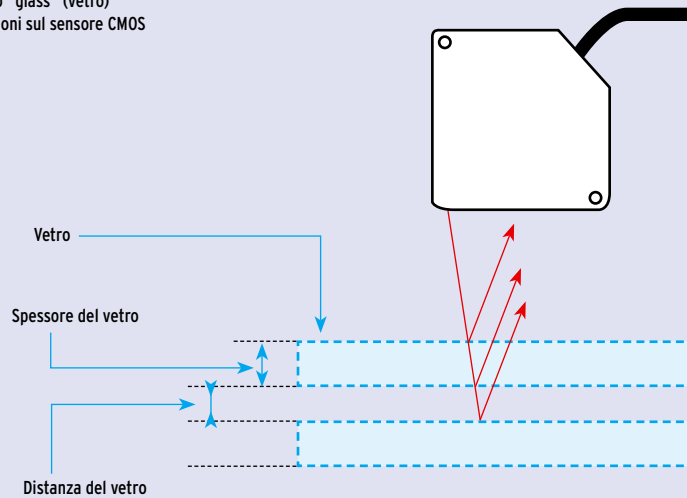 "glass" (vetro)
oni sul sensore CMOS
Vetro
Spessore del vetro
Distanza del vetro